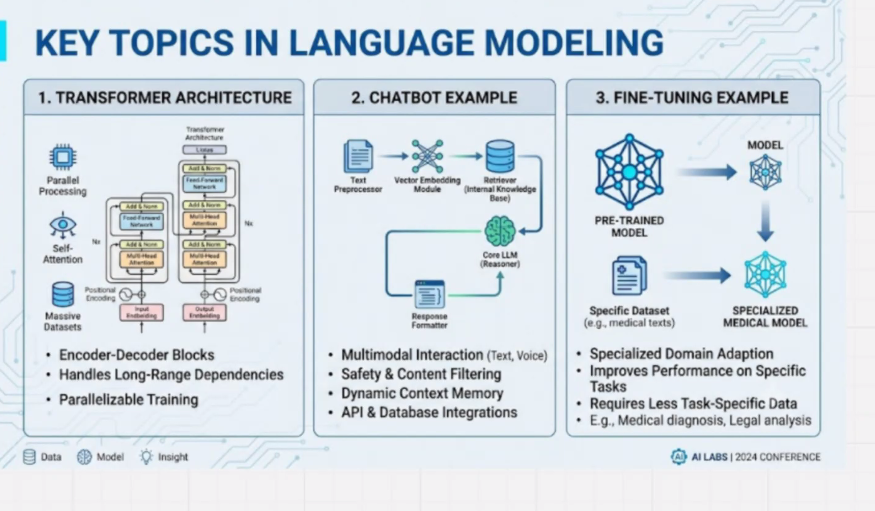 KEY TOPICS IN LANGUAGE MODELING
1. TRANSFORMER ARCHITECTURE
Parallel
Processing
Self-
Attention
Massive
Datasets
Transformer
Architecture
Linear
Add & Norm
Feed-Forward
Network
Add & Norm
Multi-Head
Attention
Add & Norm
Multi-Head
Attention
Nx
Add & Norm
Feed-Forward
Network
Add & Norm
Multi-Head
Attention
Nx
Positional
Encoding
Positional
Encoding
Input
Embedding
Output
Embedding
• Encoder-Decoder Blocks
• Handles Long-Range Dependencies
• Parallelizable Training
2. CHATBOT EXAMPLE
Text
Preprocessor
Vector Embedding
Module
Retriever
(Internal Knowledge
Base)
Core LLM
(Reasoner)
Response
Formatter
• Multimodal Interaction (Text, Voice)
• Safety & Content Filtering
• Dynamic Context Memory
• API & Database Integrations
3. FINE-TUNING EXAMPLE
PRE-TRAINED
MODEL
MODEL
Specific Dataset
(e.g., medical texts)
SPECIALIZED
MEDICAL MODEL
• Specialized Domain Adaption
• Improves Performance on Specific
Tasks
• Requires Less Task-Specific Data
• E.g., Medical diagnosis, Legal analysis
Data
Model
Insight
AI
AI LABS | 2024 CONFERENCE